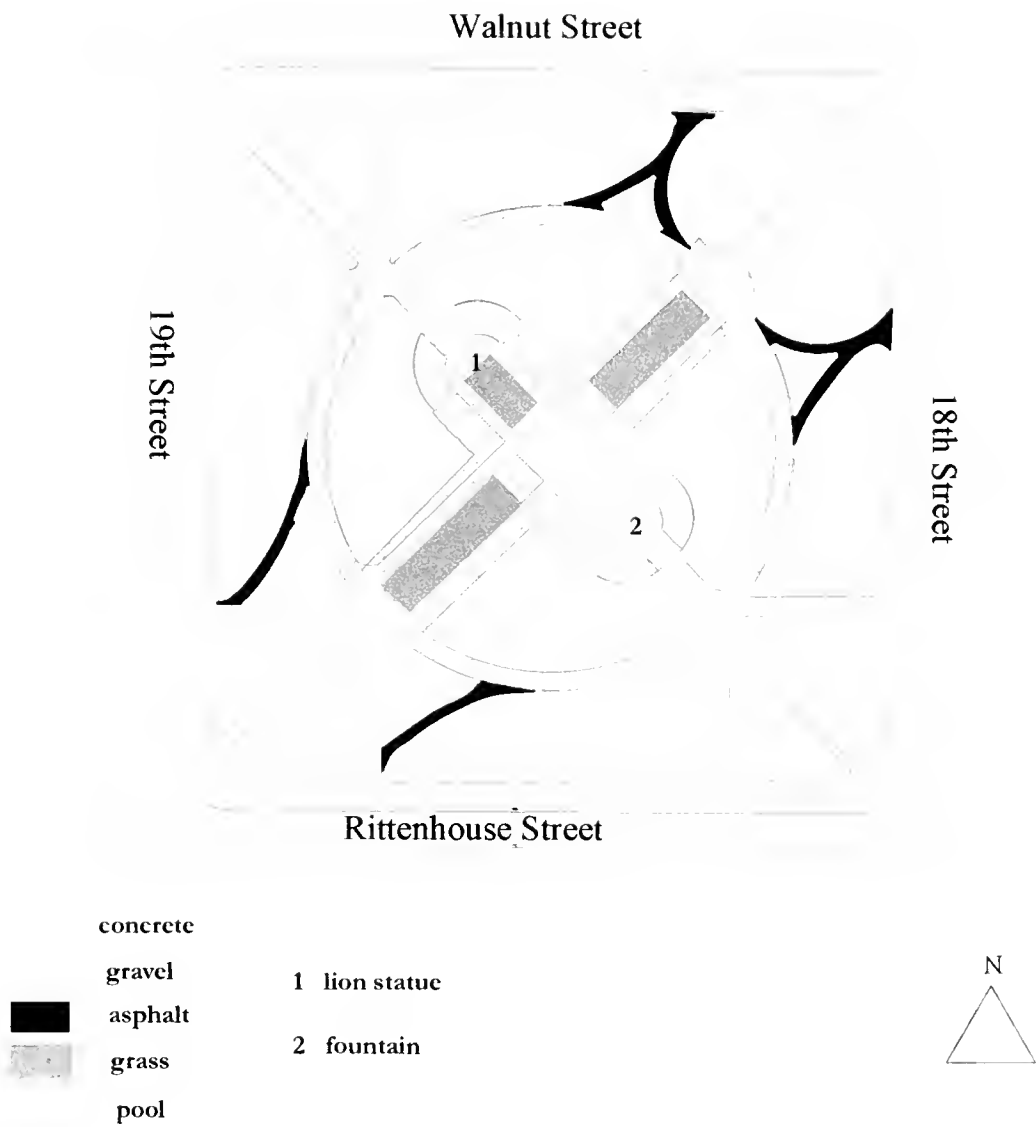 Walnut Street
19th Street
1
18th Street
2
Rittenhouse Street
concrete
gravel
asphalt
grass
pool
1 lion statue
2 fountain
N